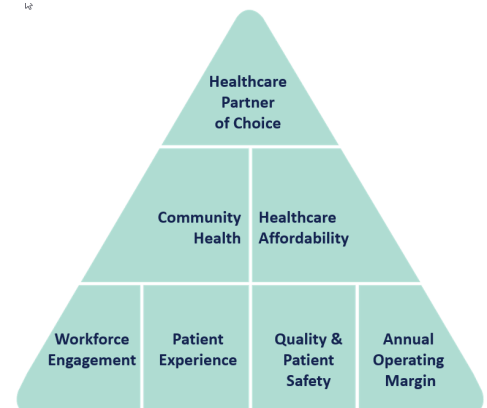 Healthcare
Partner
of Choice
Community
Health
Healthcare
Affordability
Workforce
Engagement
Patient
Experience
Quality &
Patient
Safety
Annual
Operating
Margin